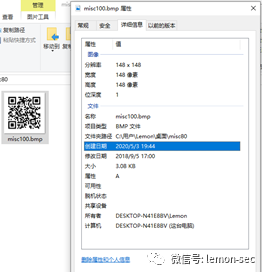 管理
查看
图片工具
复制路径
粘贴快捷方式
移动到
misc100.bmp
misc100.bmp 属性
常规 安全 详细信息 以前的版本
属性 值
图像
分辨率 148 x 148
宽度 148 像素
高度 148 像素
位深度 1
文件
名称 misc100.bmp
项目类型 BMP 文件
文件夹路径 C:\用户\Lemon\桌面\misc80
创建日期 2020/5/3 19:44
修改日期 2018/9/5 17:00
大小 3.08 KB
属性 A
可用性
脱机状态
共享设备
所有者 DESKTOP-N41E8BV\Lemon
计算机 DESKTOP-N41E8BV (这台电脑)
删除属性和个人信息
微信号: lemon-sec